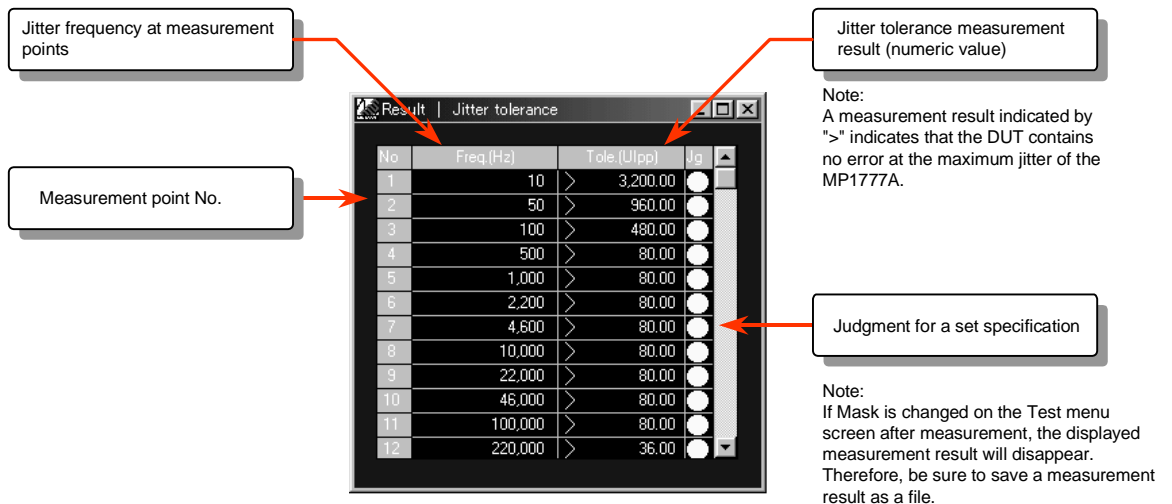 Jitter frequency at measurement
points
Jitter tolerance measurement
result (numeric value)
Note:
A measurement result indicated by
">" indicates that the DUT contains
no error at the maximum jitter of the
MP1777A.
Result | Jitter tolerance
No Freq.(Hz) Tole.(UIpp) Jg
1 10 > 3,200.00
2 50 > 960.00
3 100 > 480.00
4 500 > 80.00
5 1,000 > 80.00
6 2,200 > 80.00
7 4,600 > 80.00
8 10,000 > 80.00
9 22,000 > 80.00
10 46,000 > 80.00
11 100,000 > 80.00
12 220,000 > 36.00
Measurement point No.
Judgment for a set specification
Note:
If Mask is changed on the Test menu
screen after measurement, the displayed
measurement result will disappear.
Therefore, be sure to save a measurement
result as a file.